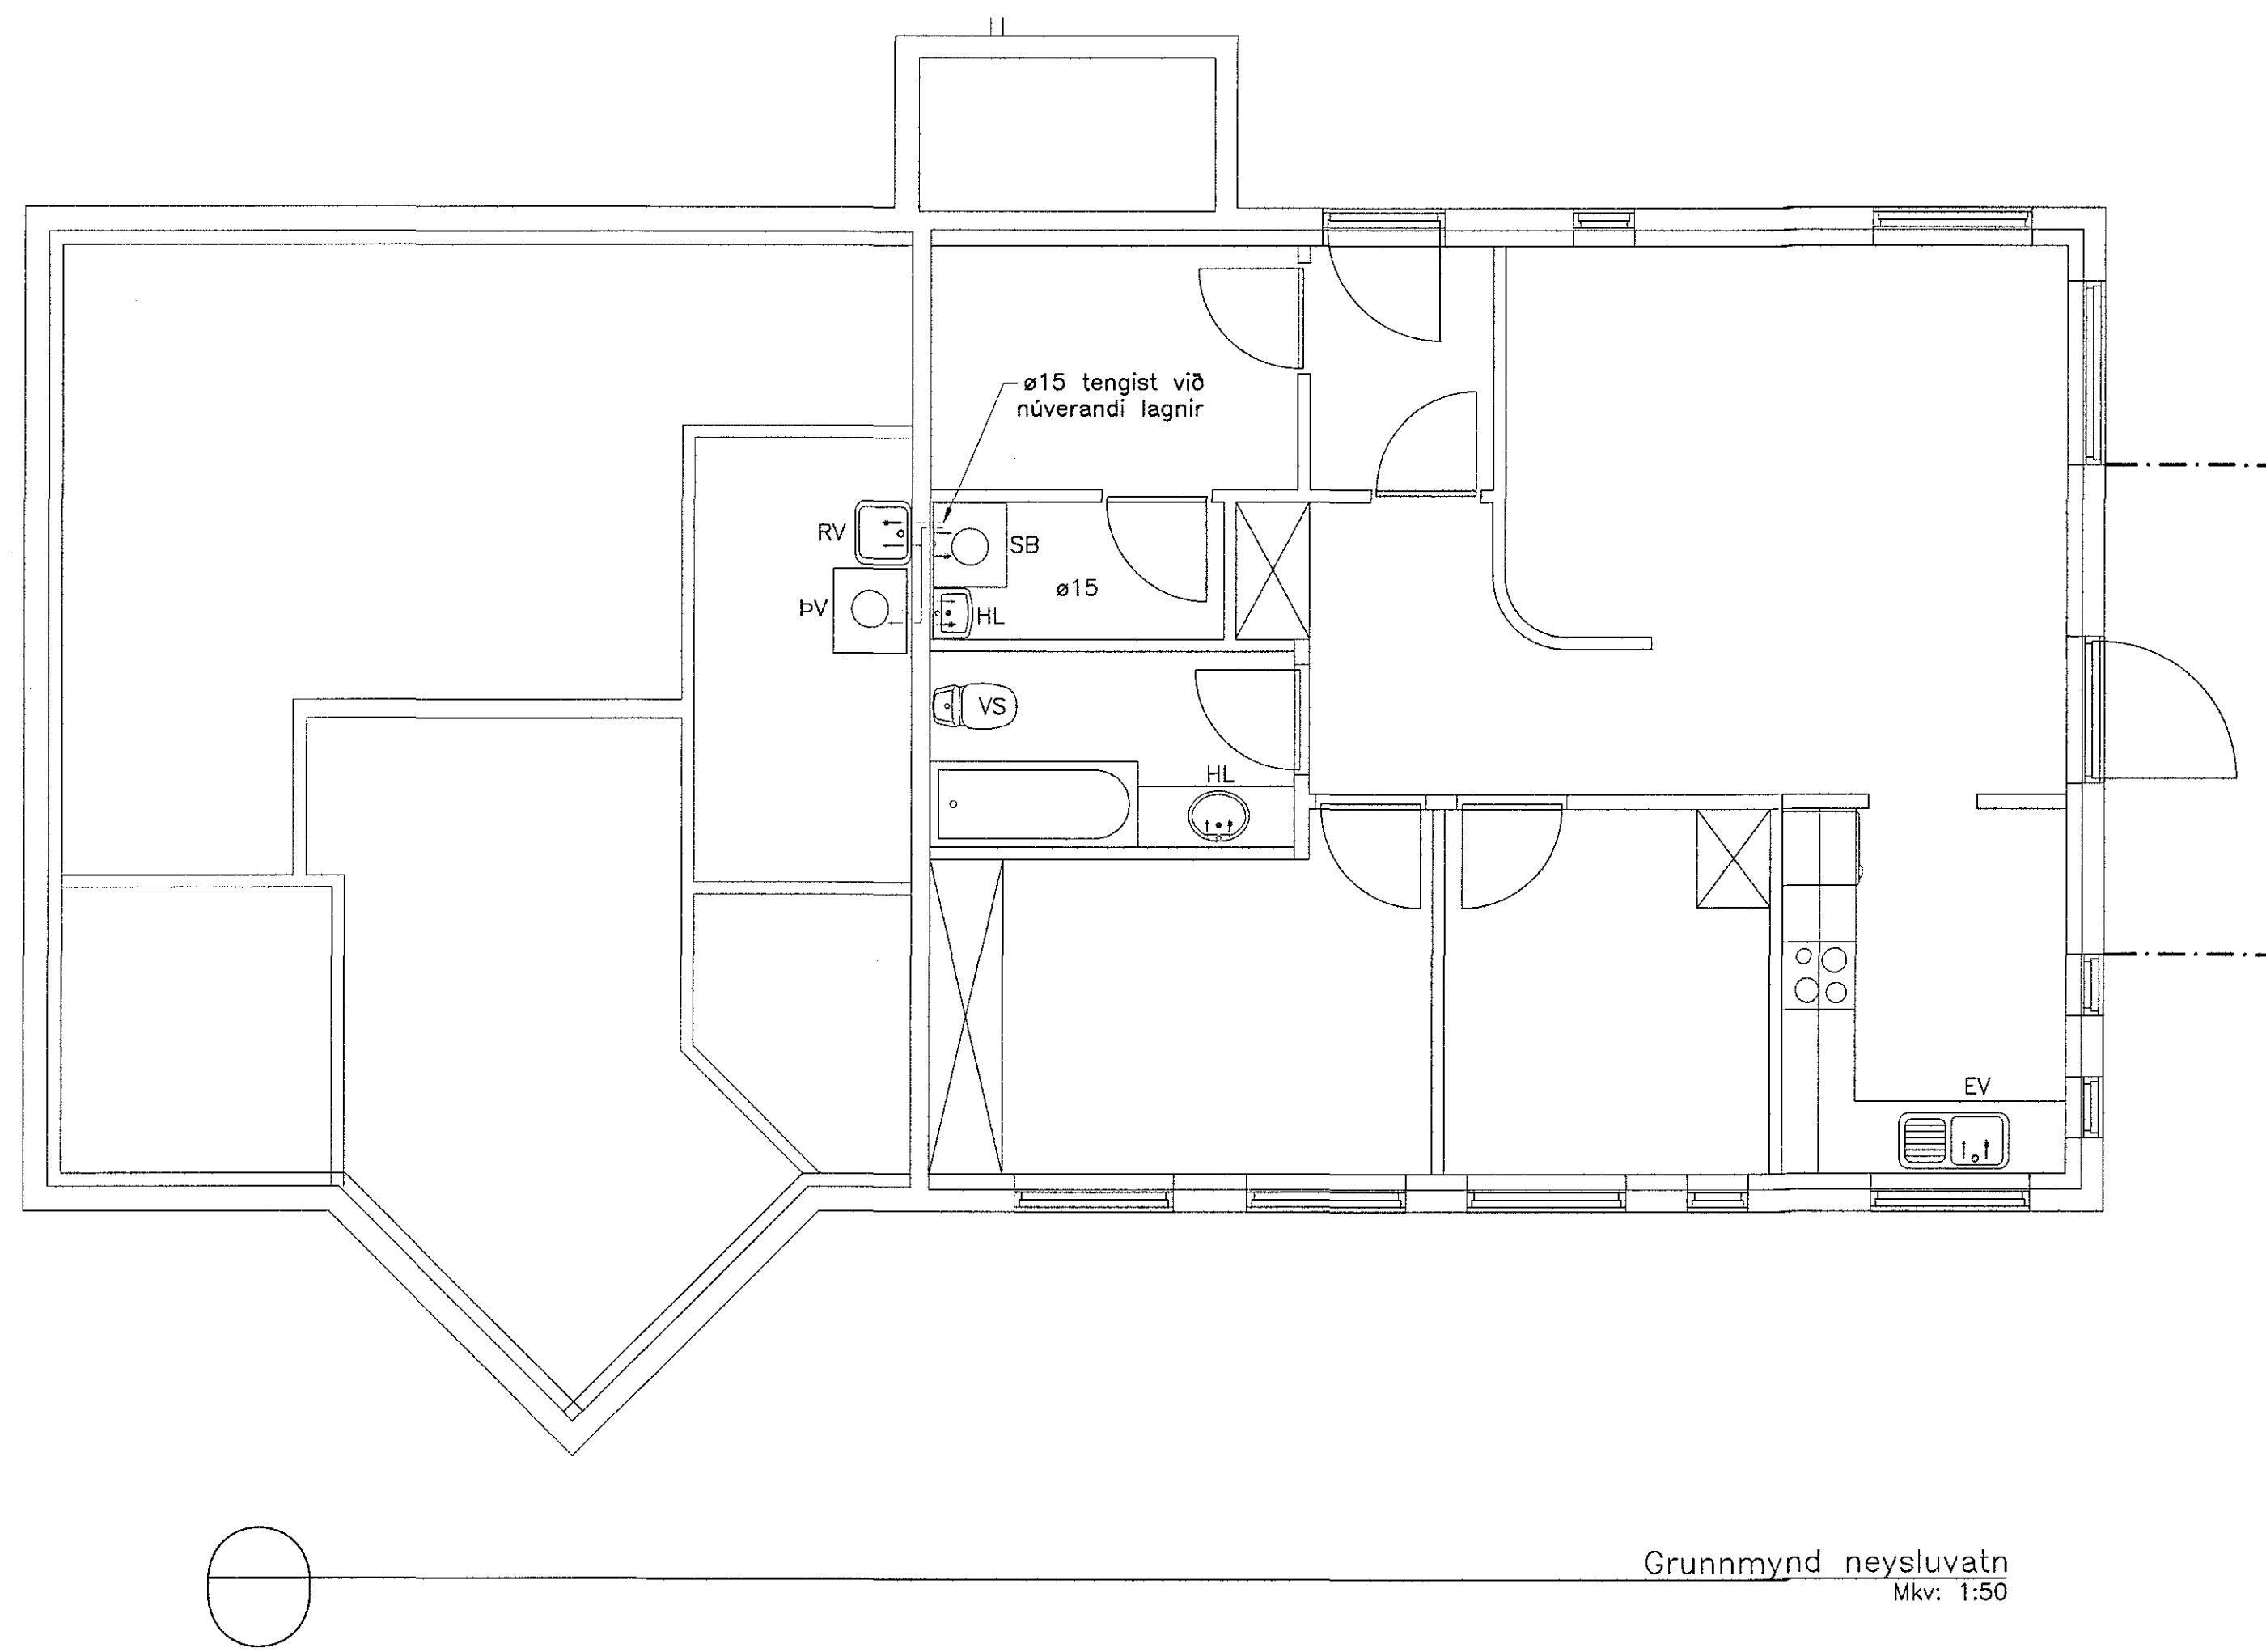 ø15 tengist við
núverandi lagnir
RV
SB
ø15
ÞV
HL
VS
HL
EV
Grunnmynd neysluvatn
Mkv: 1:50